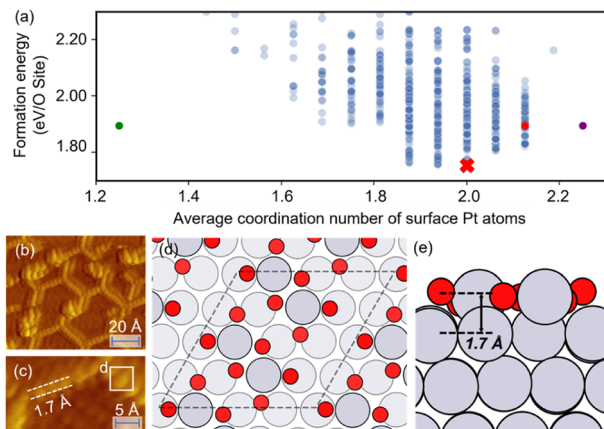 (a)
Formation energy
(eV/O Site)
2.20
2.00
1.80
1.2
1.4
1.6
1.8
2.0
2.2
Average coordination number of surface Pt atoms
(b)
20 Å
(c)
d
1.7 Å
5 Å
(d)
(e)
1.7 Å